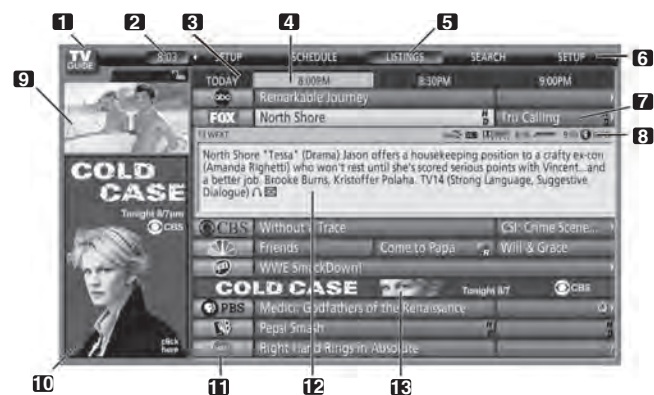 1
2
3
4
5
6
7
8
9
10
11
12
13
TV
GUIDE
8:03
SETUP SCHEDULE LISTINGS SEARCH SETUP
TODAY 8:00PM 8:30PM 9:00PM
abc Remarkable Journey
FOX North Shore Tru Calling
North Shore "Tessa" (Drama) Jason offers a housekeeping position to a crafty ex-con
(Amanda Righetti) who won't rest until she's scored serious points with Vincent...and
a better job. Brooke Burns, Kristoffer Polaha. TV14 (Strong Language, Suggestive
Dialogue)
CBS Without a Trace CSI: Crime Scene...
Friends Come to Papa Will & Grace
WWE SmackDown!
COLD CASE Tonight 8/7 CBS
PBS Medici: Godfathers of the Renaissance
Pepsi Smash
Right Hand Rings in Absolute
COLD
CASE
Tonight 8/7pm
CBS
click
here